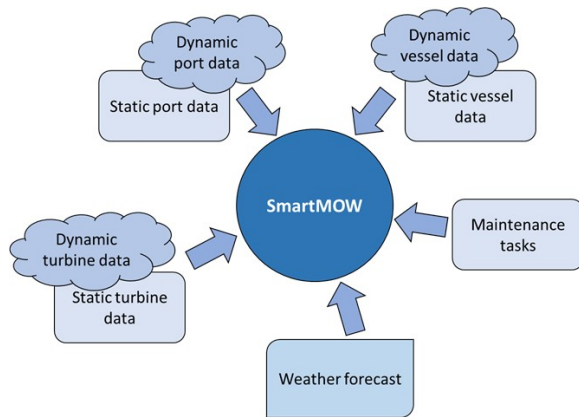 Dynamic
port data
Static port data
Dynamic
vessel data
Static vessel
data
SmartMOW
Maintenance
tasks
Dynamic
turbine data
Static turbine
data
Weather forecast